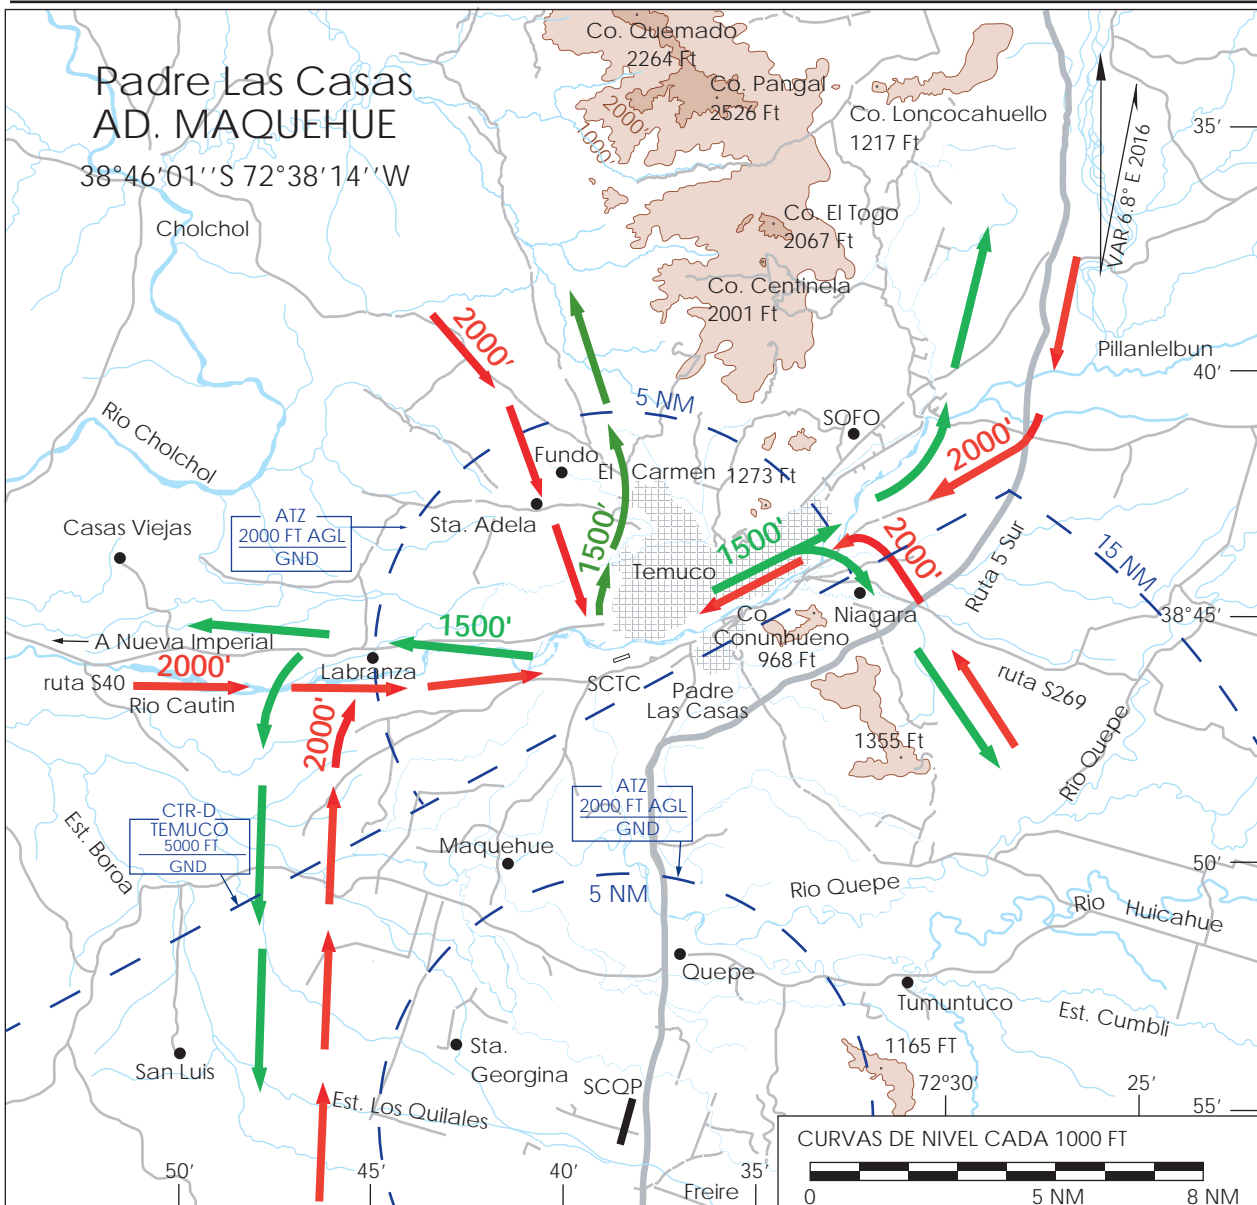 Padre Las Casas
AD. MAQUEHUE
38°46'01''S 72°38'14''W
Co. Quemado
2264 Ft
Co. Pangal
2526 Ft
2000'
1000'
Co. Loncocahuello
1217 Ft
35'
VAR 6.8° E 2016
Cholchol
Co. El Togo
2067 Ft
Co. Centinela
2001 Ft
2000'
Pillanlelbun
40'
5 NM
Rio Cholchol
SOFO
2000'
Fundo
El Carmen
1273 Ft
Sta. Adela
Casas Viejas
ATZ
2000 FT AGL
GND
1500'
1500'
2000'
15 NM
Temuco
Ruta 5 Sur
Niagara
38°45'
Co.
Conunhueno
968 Ft
A Nueva Imperial
1500'
2000'
Labranza
ruta S40
Rio Cautin
SCTC
Padre
Las Casas
ruta S269
2000'
1355 Ft
Rio Quepe
ATZ
2000 FT AGL
GND
CTR-D
TEMUCO
5000 FT
GND
Est. Boroa
Maquehue
50'
5 NM
Rio Quepe
Rio Huicahue
Quepe
Tumuntuco
Est. Cumbli
San Luis
Sta.
Georgina
1165 FT
SCQP
72°30'
25'
55'
Est. Los Quilales
CURVAS DE NIVEL CADA 1000 FT
50'
45'
40'
35'
Freire
0
5 NM
8 NM